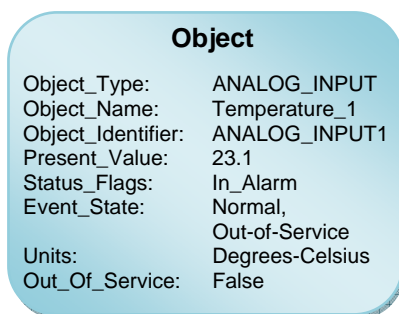 Object
Object_Type: ANALOG_INPUT
Object_Name: Temperature_1
Object_Identifier: ANALOG_INPUT1
Present_Value: 23.1
Status_Flags: In_Alarm
Event_State: Normal,
Out-of-Service
Units: Degrees-Celsius
Out_Of_Service: False